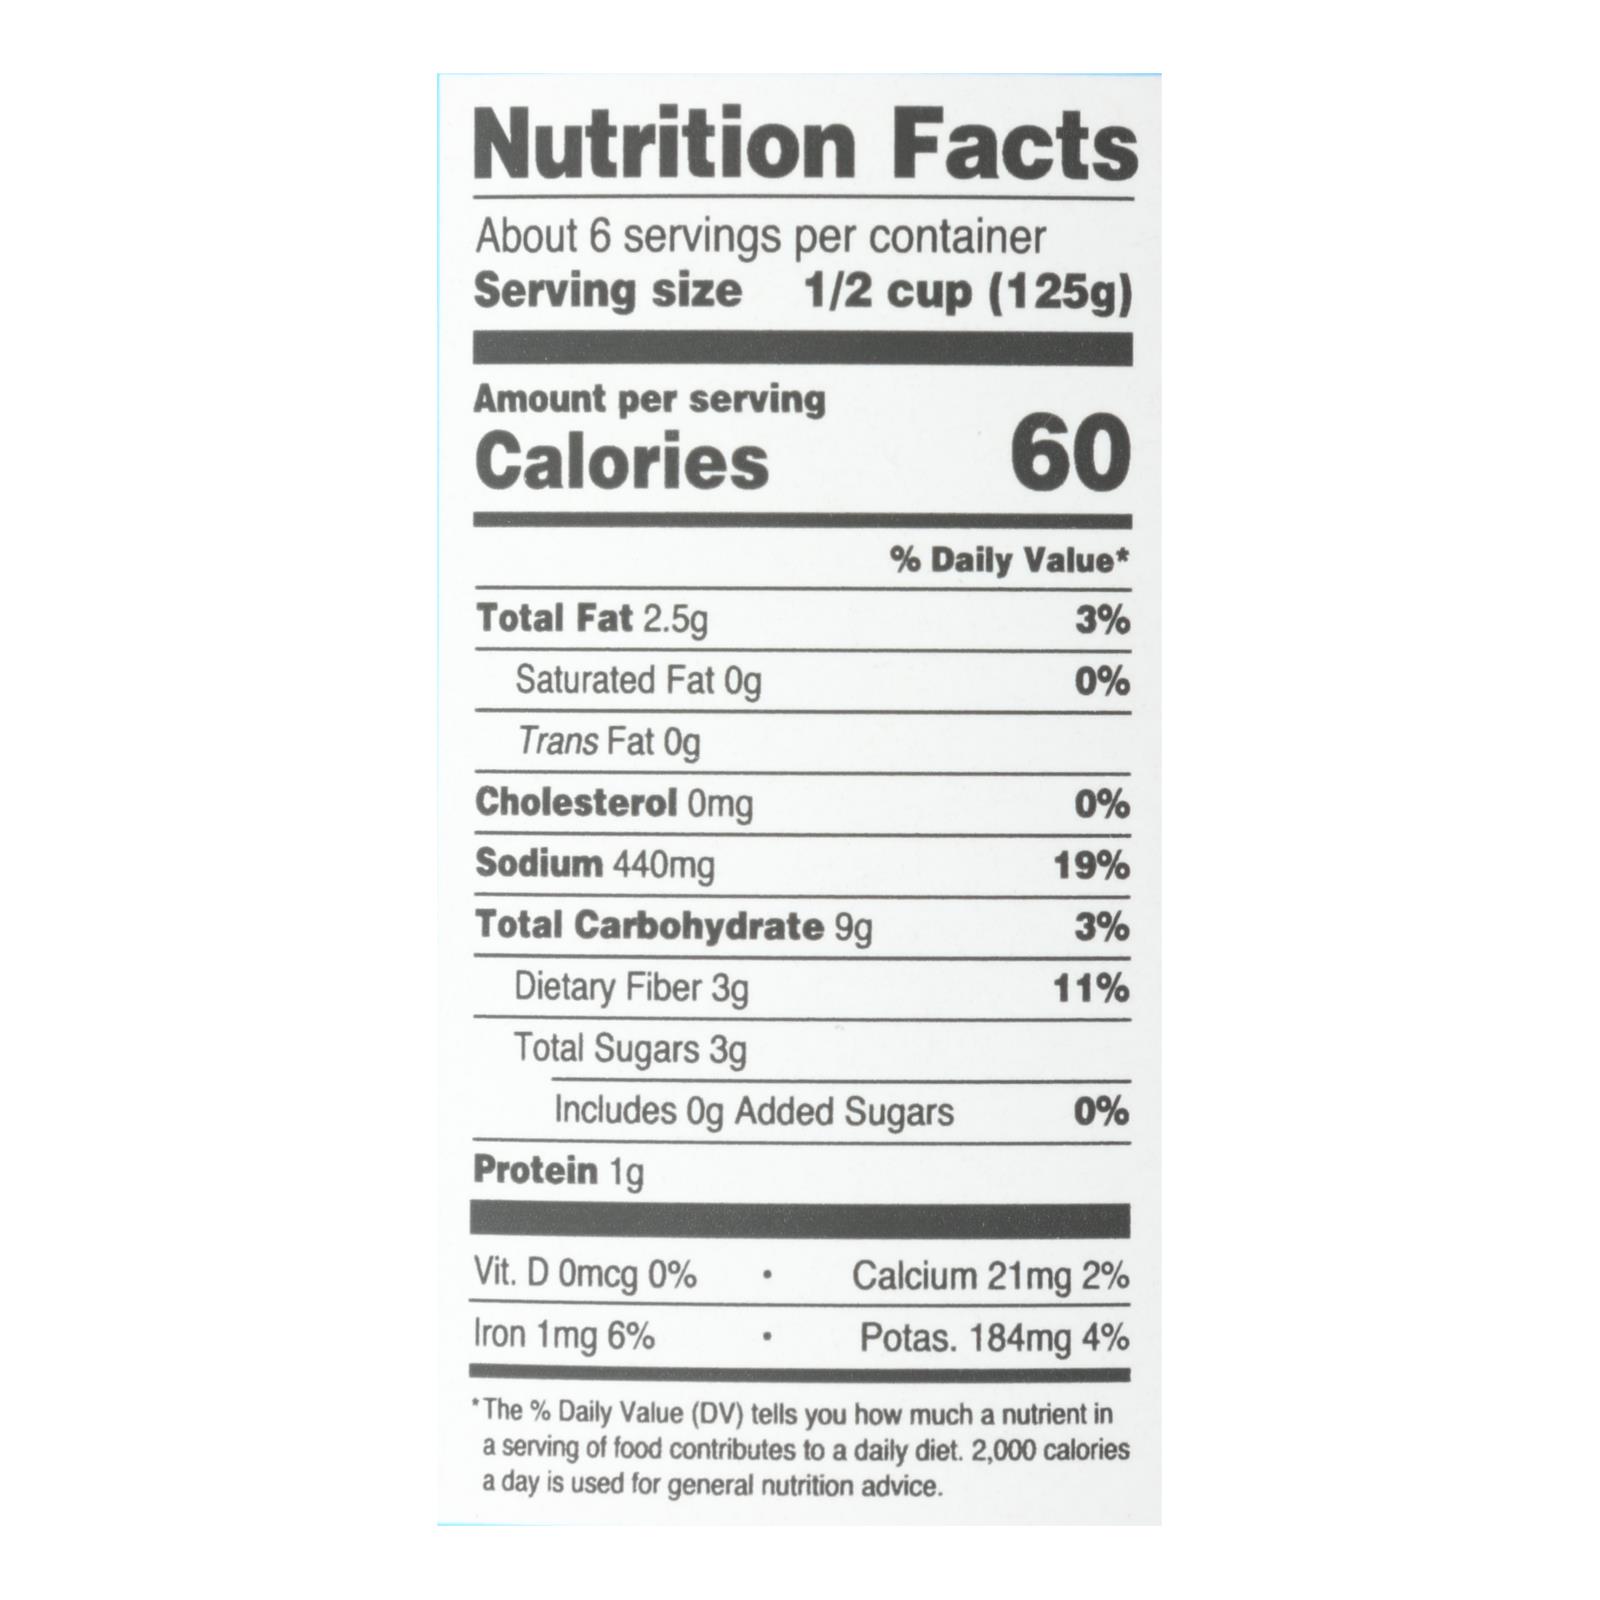 Nutrition Facts
About 6 servings per container
Serving size 1/2 cup (125g)
Amount per serving
Calories 60
% Daily Value*
Total Fat 2.5g 3%
Saturated Fat 0g 0%
Trans Fat 0g
Cholesterol 0mg 0%
Sodium 440mg 19%
Total Carbohydrate 9g 3%
Dietary Fiber 3g 11%
Total Sugars 3g
Includes 0g Added Sugars 0%
Protein 1g
Vit. D 0mcg 0% • Calcium 21mg 2%
Iron 1mg 6% • Potas. 184mg 4%
*The % Daily Value (DV) tells you how much a nutrient in
a serving of food contributes to a daily diet. 2,000 calories
a day is used for general nutrition advice.